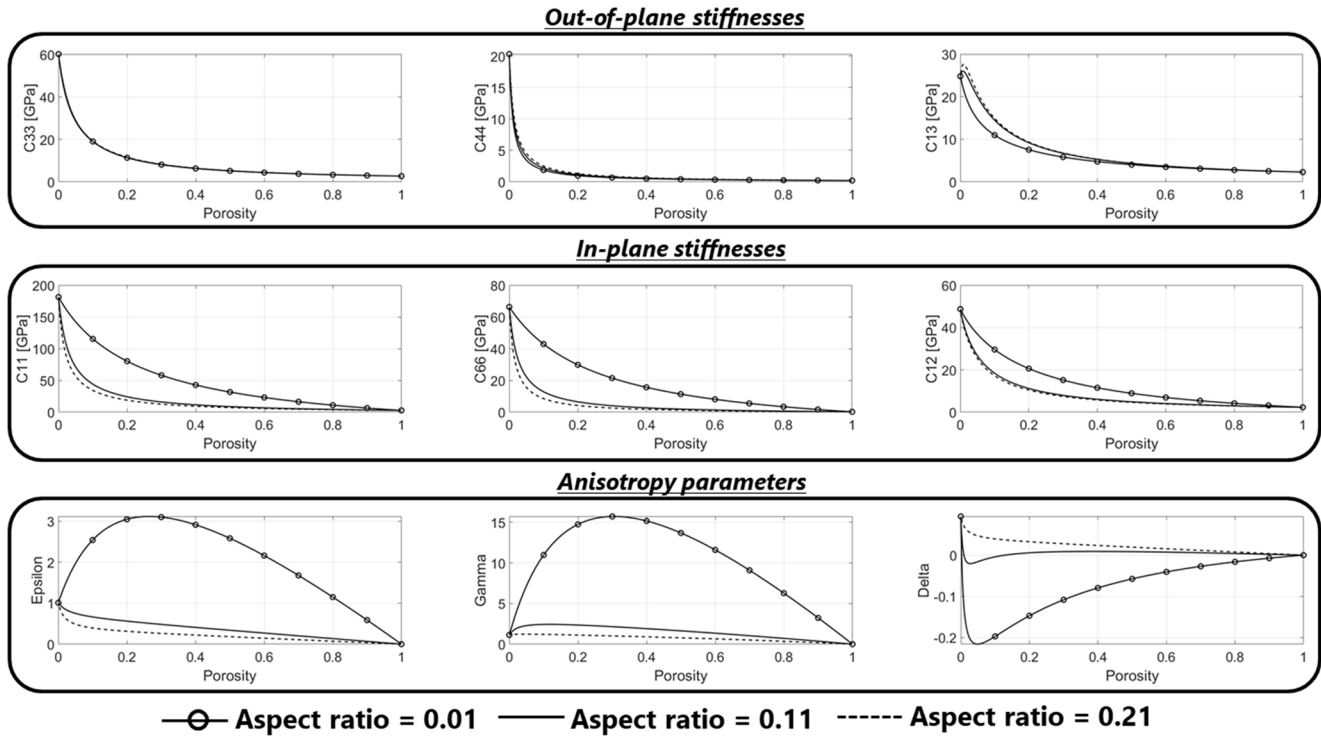 Out-of-plane stiffnesses
60
40
20
0
C33 [GPa]
0 0.2 0.4 0.6 0.8 1
Porosity
20
15
10
5
0
C44 [GPa]
0 0.2 0.4 0.6 0.8 1
Porosity
30
20
10
0
C13 [GPa]
0 0.2 0.4 0.6 0.8 1
Porosity
In-plane stiffnesses
200
150
100
50
0
C11 [GPa]
0 0.2 0.4 0.6 0.8 1
Porosity
80
60
40
20
0
C66 [GPa]
0 0.2 0.4 0.6 0.8 1
Porosity
60
40
20
0
C12 [GPa]
0 0.2 0.4 0.6 0.8 1
Porosity
Anisotropy parameters
3
2
1
0
Epsilon
0 0.2 0.4 0.6 0.8 1
Porosity
15
10
5
0
Gamma
0 0.2 0.4 0.6 0.8 1
Porosity
0
-0.1
-0.2
Delta
0 0.2 0.4 0.6 0.8 1
Porosity
Aspect ratio = 0.01 Aspect ratio = 0.11 Aspect ratio = 0.21